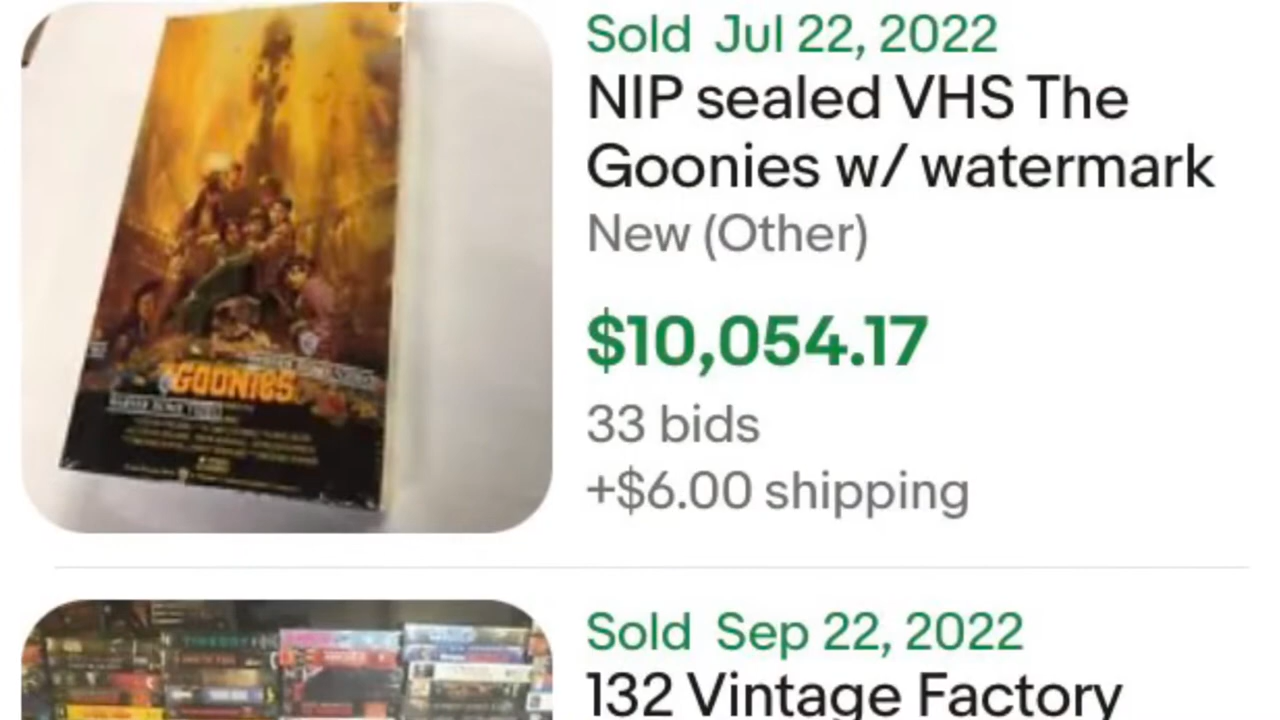 Sold Jul 22, 2022
NIP sealed VHS The
Goonies w/ watermark
New (Other)
$10,054.17
33 bids
+$6.00 shipping
GOONIES
Sold Sep 22, 2022
132 Vintage Factory